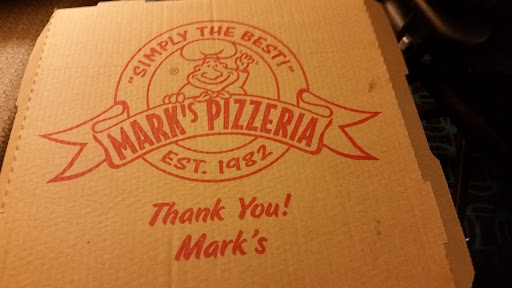 "SIMPLY THE BEST!"
®
MARK'S PIZZERIA
EST. 1982
Thank You!
Mark's